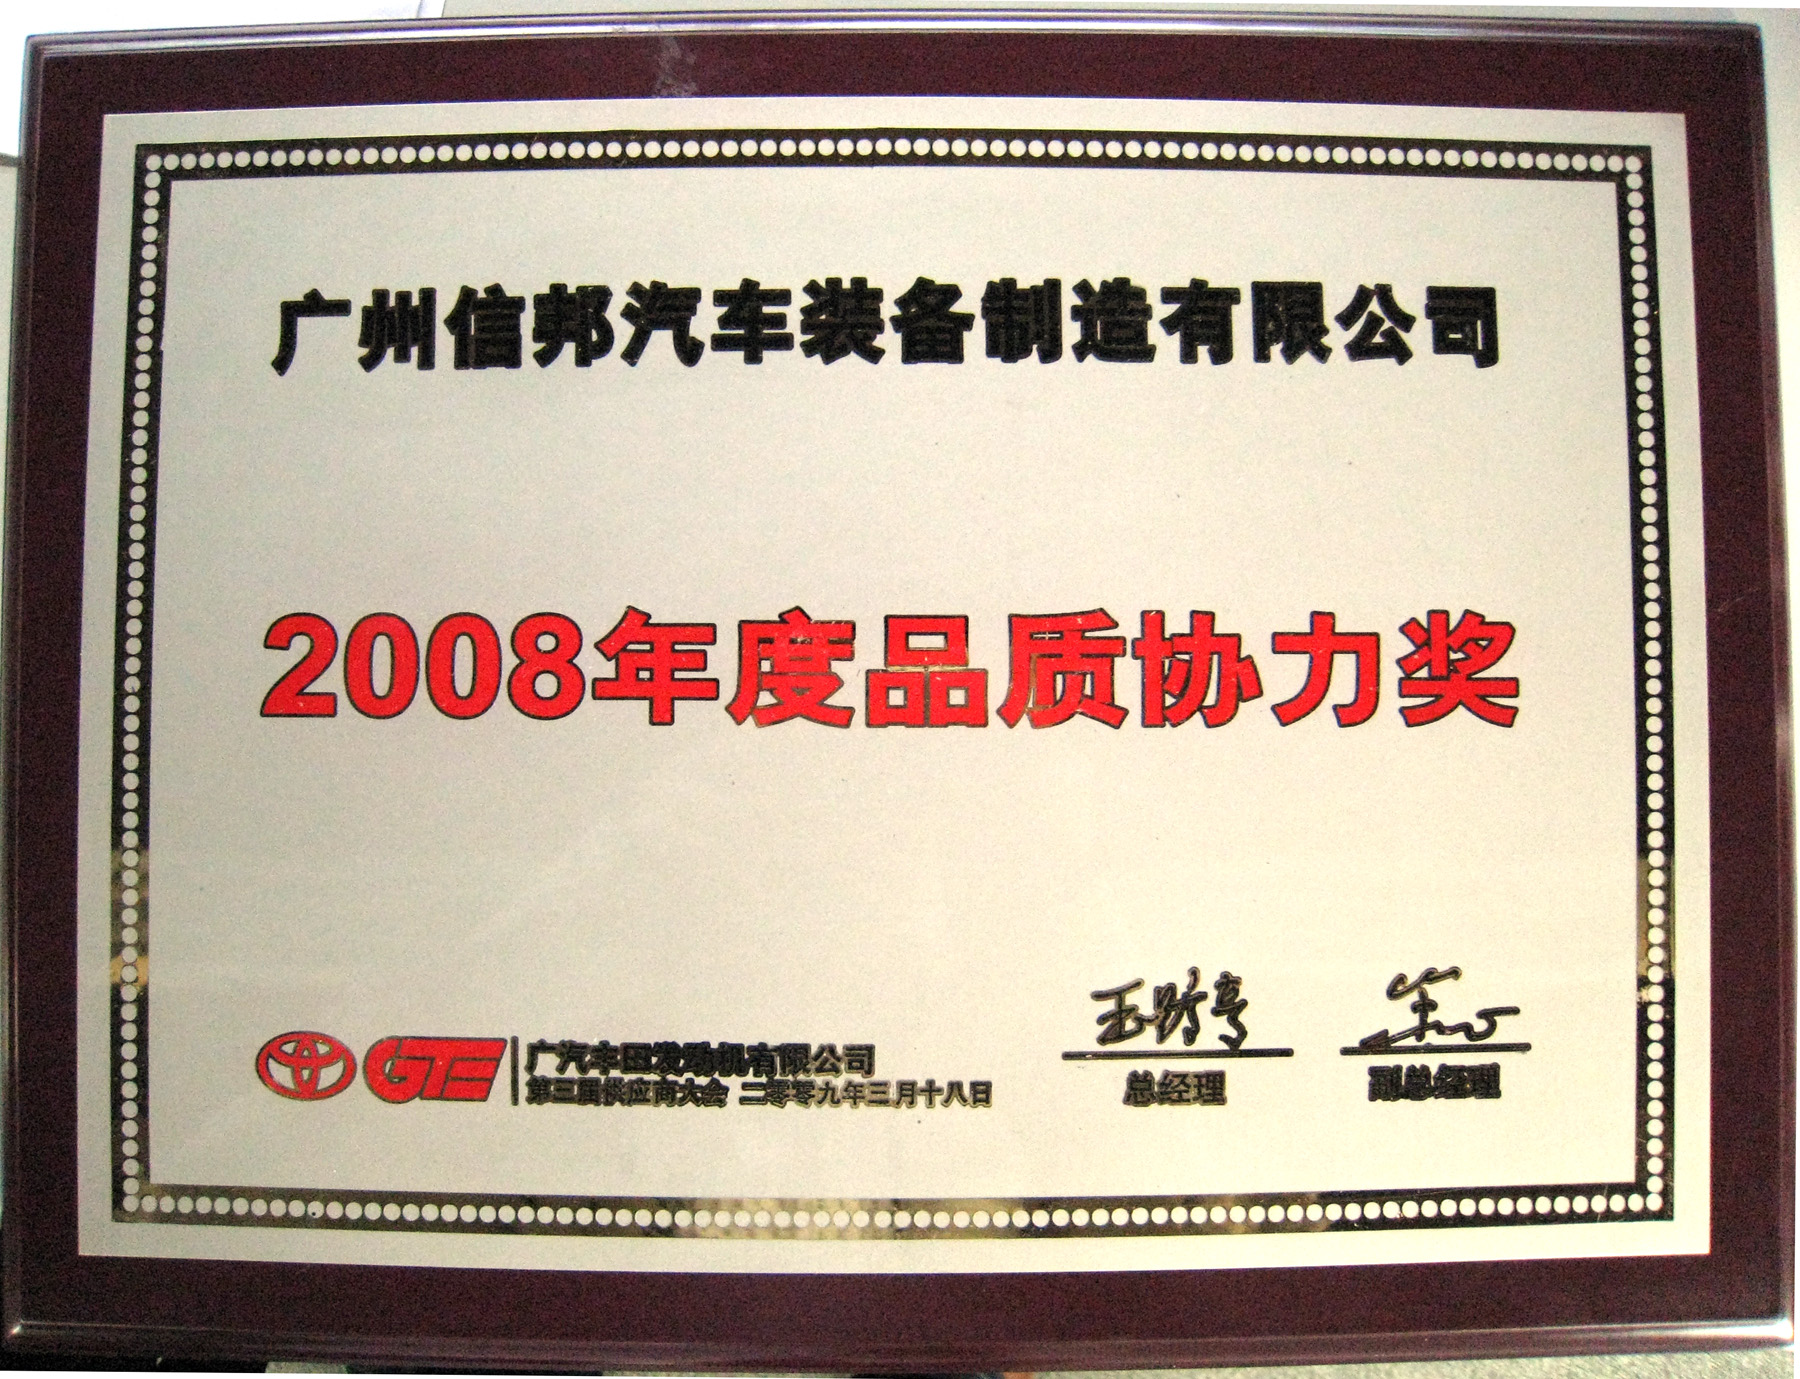 广州信邦汽车装备制造有限公司
2008年度品质协力奖
GTE
广汽丰田发动机有限公司
第三届供应商大会 二零零九年三月十八日
总经理
副总经理